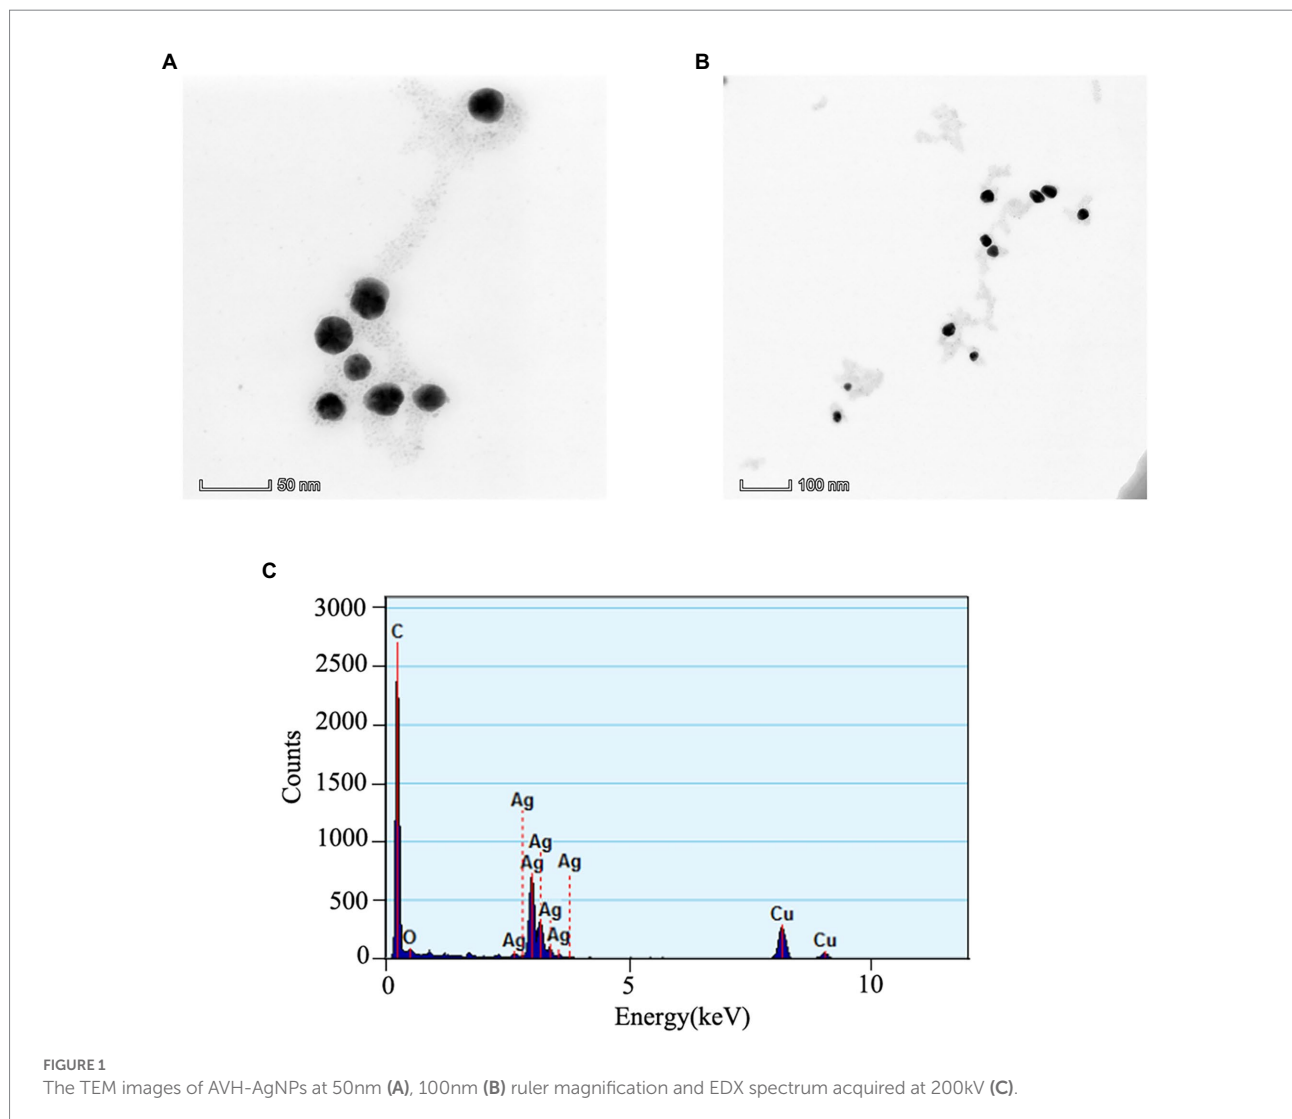 A
B
50 nm
100 nm
C
3000
2500
2000
1500
1000
500
0
Counts
C
O
Ag
Ag
Ag
Ag
Ag
Ag
Ag
Cu
Cu
0
5
10
Energy(keV)
FIGURE 1
The TEM images of AVH-AgNPs at 50nm (A), 100nm (B) ruler magnification and EDX spectrum acquired at 200kV (C).